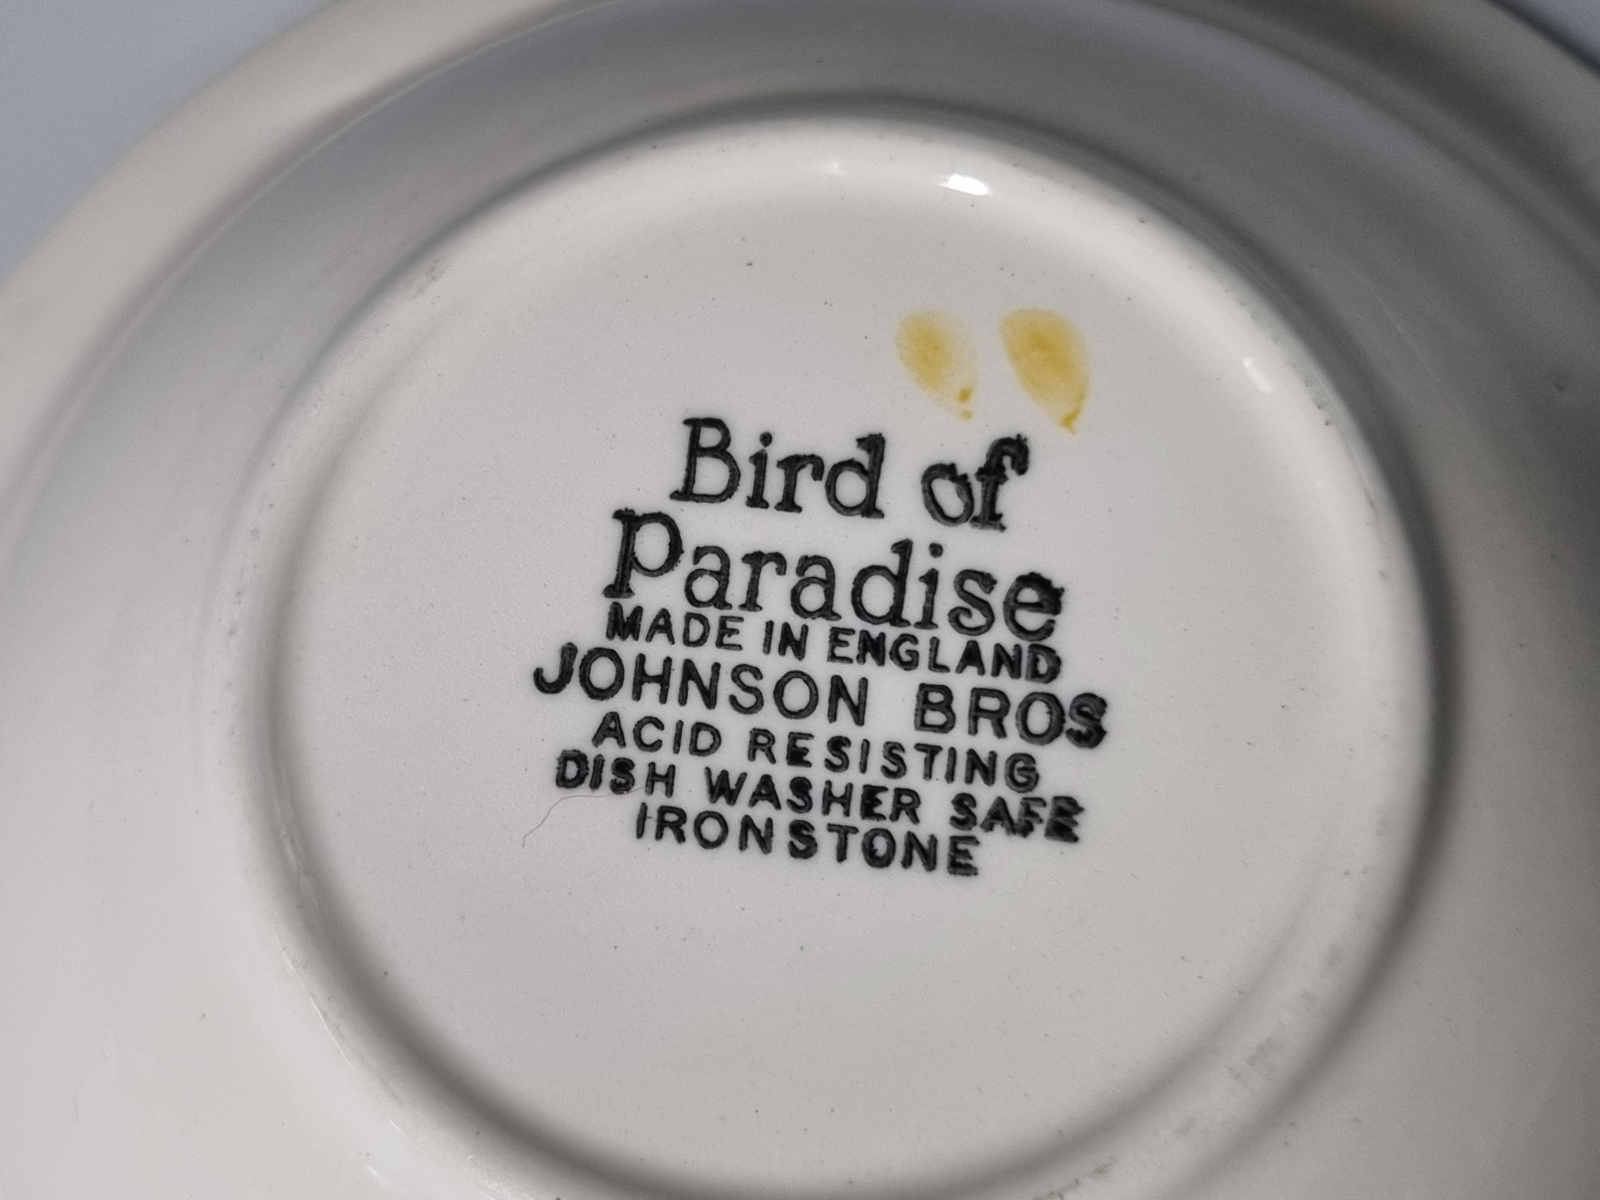 Bird of
Paradise
MADE IN ENGLAND
JOHNSON BROS
ACID RESISTING
DISH WASHER SAFE
IRONSTONE